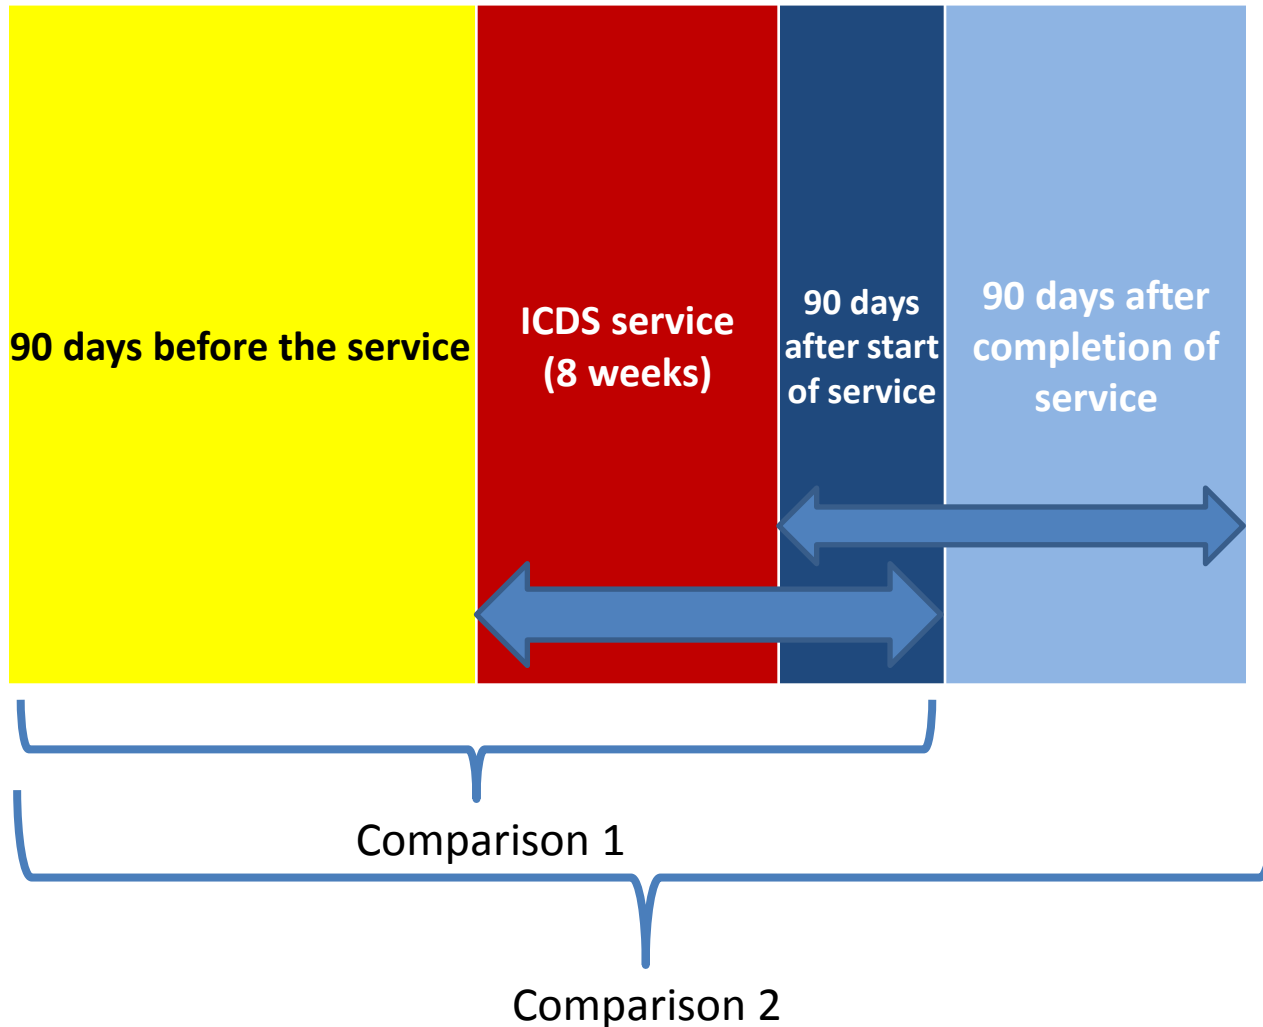 90 days before the service
ICDS service
(8 weeks)
90 days
after start
of service
90 days after
completion of
service
Comparison 1
Comparison 2